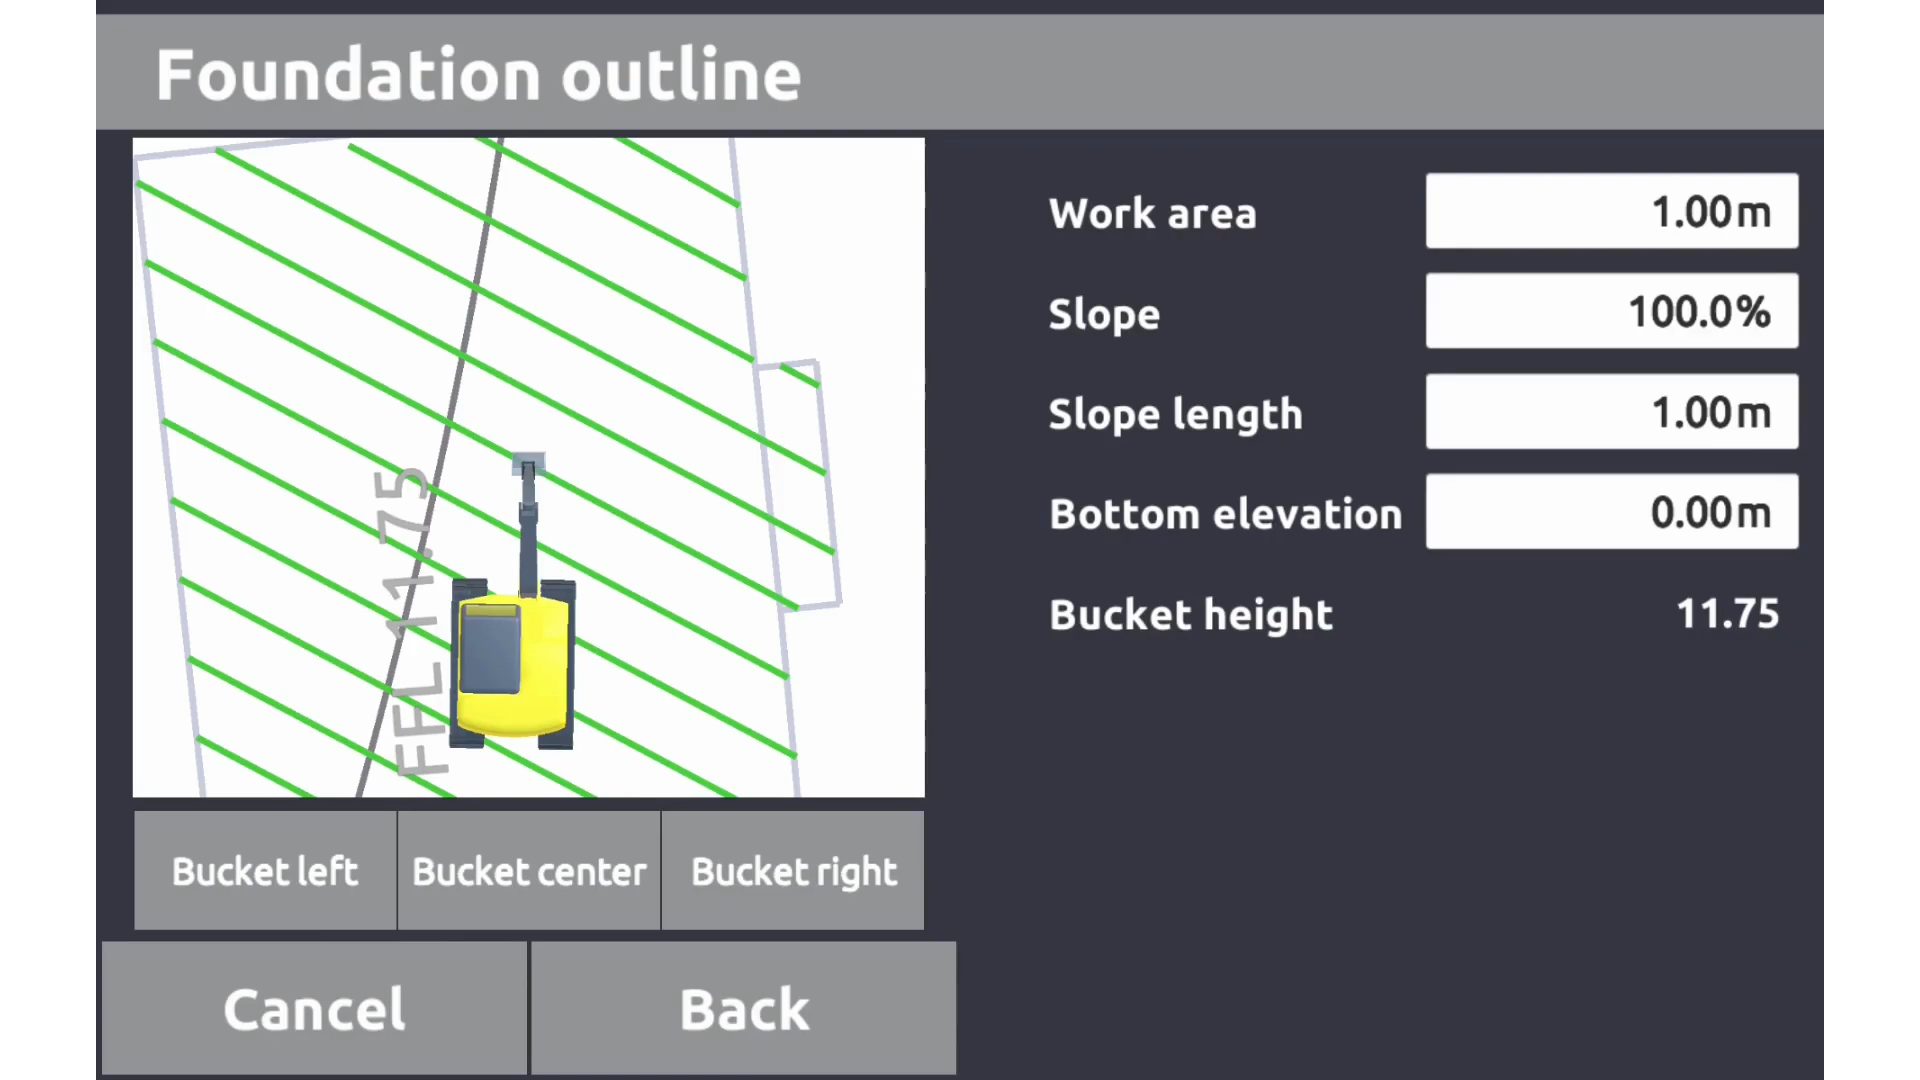 Foundation outline
FFL 11.75
Work area 1.00m
Slope 100.0%
Slope length 1.00m
Bottom elevation 0.00m
Bucket height 11.75
Bucket left Bucket center Bucket right
Cancel Back